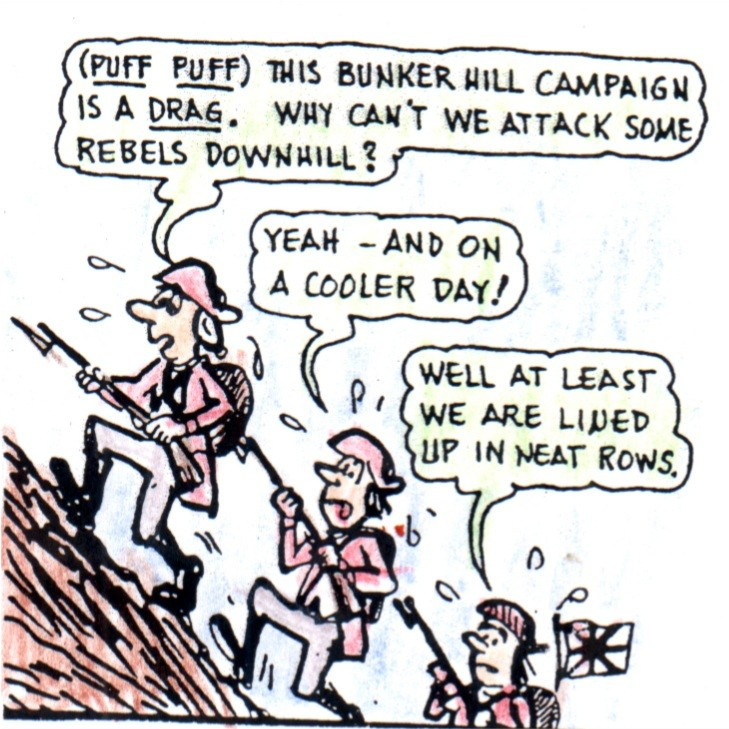 (PUFF PUFF) THIS BUNKER HILL CAMPAIGN
IS A DRAG. WHY CAN'T WE ATTACK SOME
REBELS DOWNHILL?
YEAH – AND ON
A COOLER DAY!
WELL AT LEAST
WE ARE LINED
UP IN NEAT ROWS.